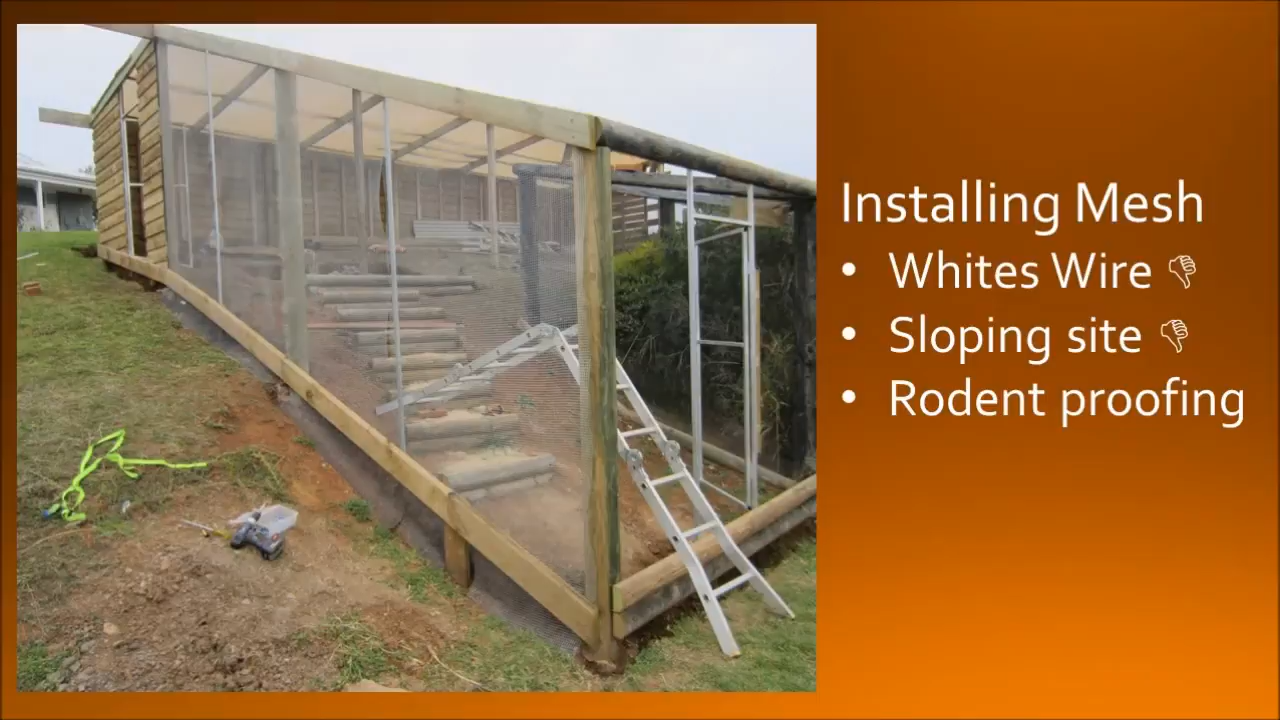 Installing Mesh
• Whites Wire 👎
• Sloping site 👎
• Rodent proofing